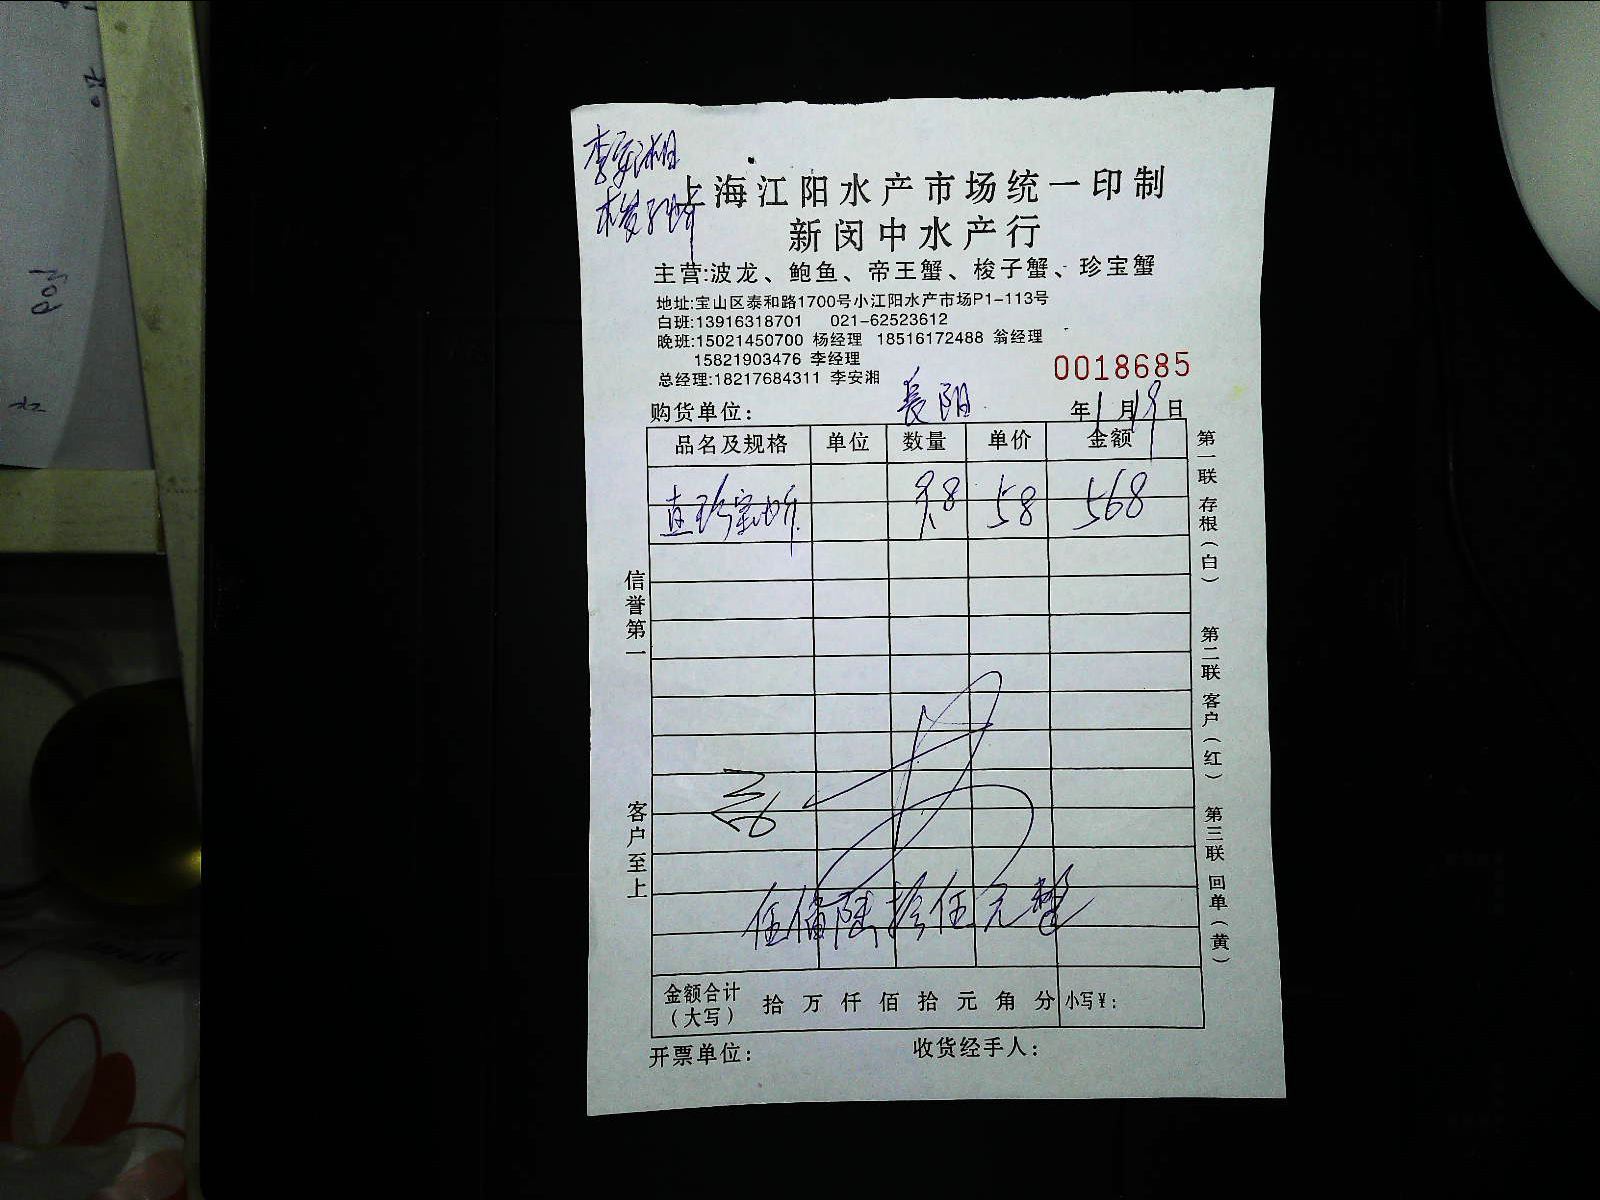 李安湘
梭子蟹
上海江阳水产市场统一印制
新闵中水产行
主营:波龙、鲍鱼、帝王蟹、梭子蟹、珍宝蟹
地址:宝山区泰和路1700号小江阳水产市场P1-113号
白班:13916318701 021-62523612
晚班:15021450700 杨经理 18516172488 翁经理
15821903476 李经理
总经理:18217684311 李安湘
0018685
购货单位: 长阳 年1月19日
品名及规格 单位 数量 单价 金额
珍宝蟹 9.8 58 568
信誉第一
客户至上
第一联 存根(白)
第二联 客户(红)
第三联 回单(黄)
伍佰陆拾伍元整
金额合计(大写) 拾 万 仟 佰 拾 元 角 分 小写¥:
开票单位: 收货经手人: